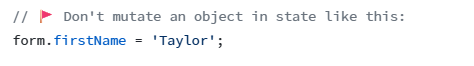 // 🚩 Don't mutate an object in state like this:
form.firstName = 'Taylor';